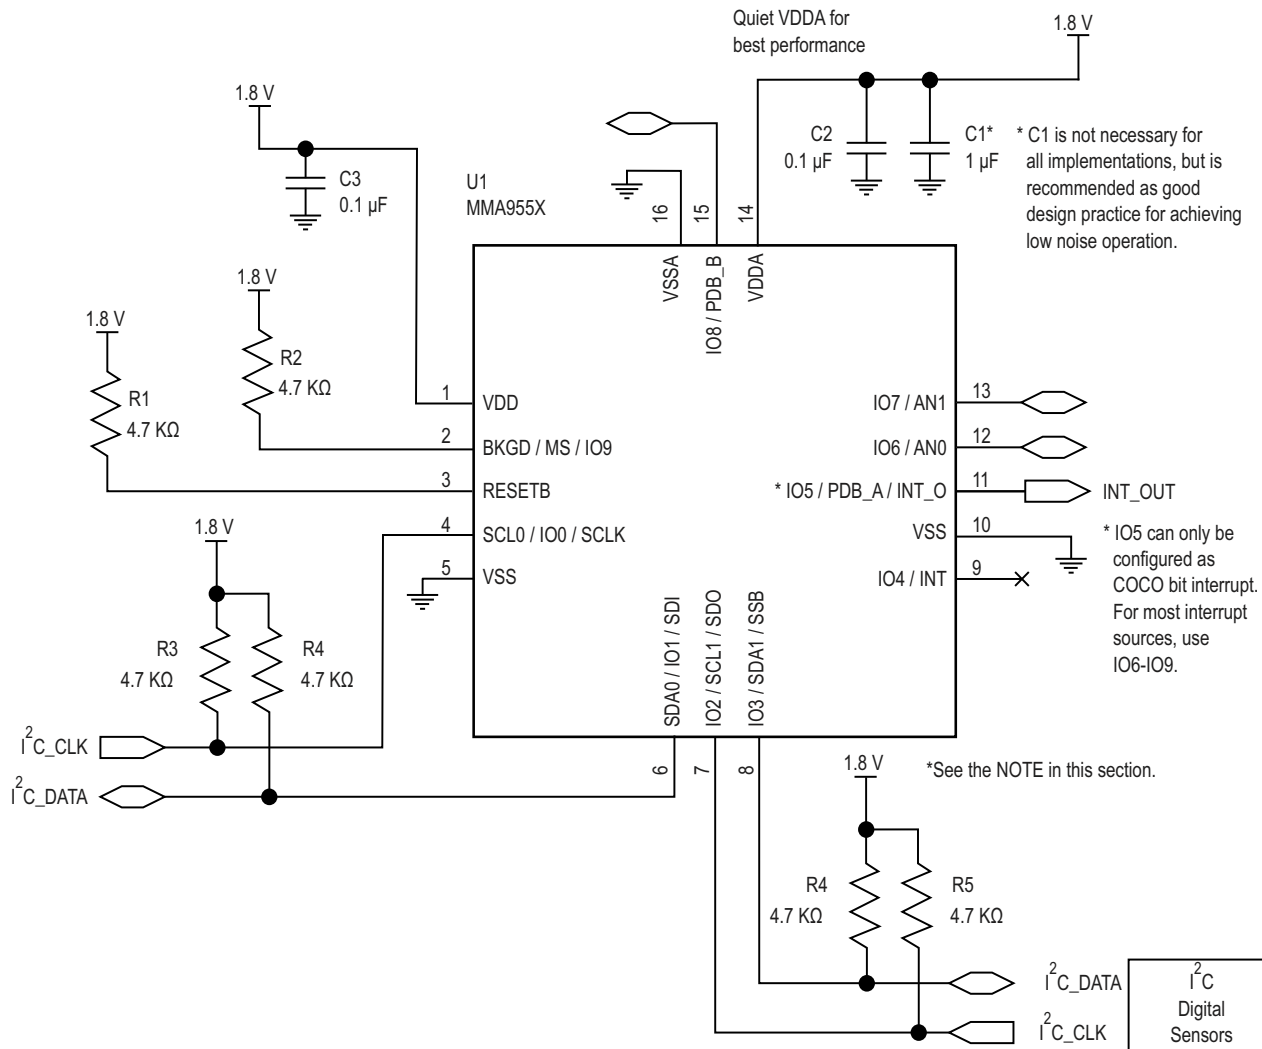 Quiet VDDA for
best performance
1.8 V
1.8 V
C3
0.1 µF
C2
0.1 µF
C1*
1 µF
* C1 is not necessary for
all implementations, but is
recommended as good
design practice for achieving
low noise operation.
U1
MMA955X
16
15
14
VSSA
IO8 / PDB_B
VDDA
1.8 V
R2
4.7 KΩ
1.8 V
R1
4.7 KΩ
1
VDD
2
BKGD / MS / IO9
3
RESETB
4
SCL0 / IO0 / SCLK
5
VSS
IO7 / AN1
13
IO6 / AN0
12
* IO5 / PDB_A / INT_O
11
INT_OUT
VSS
10
IO4 / INT
9
* IO5 can only be
configured as
COCO bit interrupt.
For most interrupt
sources, use
IO6-IO9.
1.8 V
R3
4.7 KΩ
R4
4.7 KΩ
SDA0 / IO1 / SDI
IO2 / SCL1 / SDO
IO3 / SDA1 / SSB
I²C_CLK
I²C_DATA
6
7
8
1.8 V
*See the NOTE in this section.
R4
4.7 KΩ
R5
4.7 KΩ
I²C_DATA
I²C_CLK
I²C
Digital
Sensors